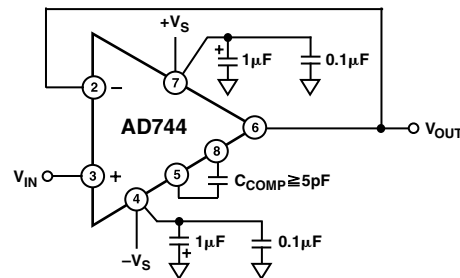 +VS
+
1μF
0.1μF
7
2
−
AD744
6
VOUT
8
VIN
3
+
5
CCOMP ≧ 5pF
4
1μF
+
0.1μF
−VS